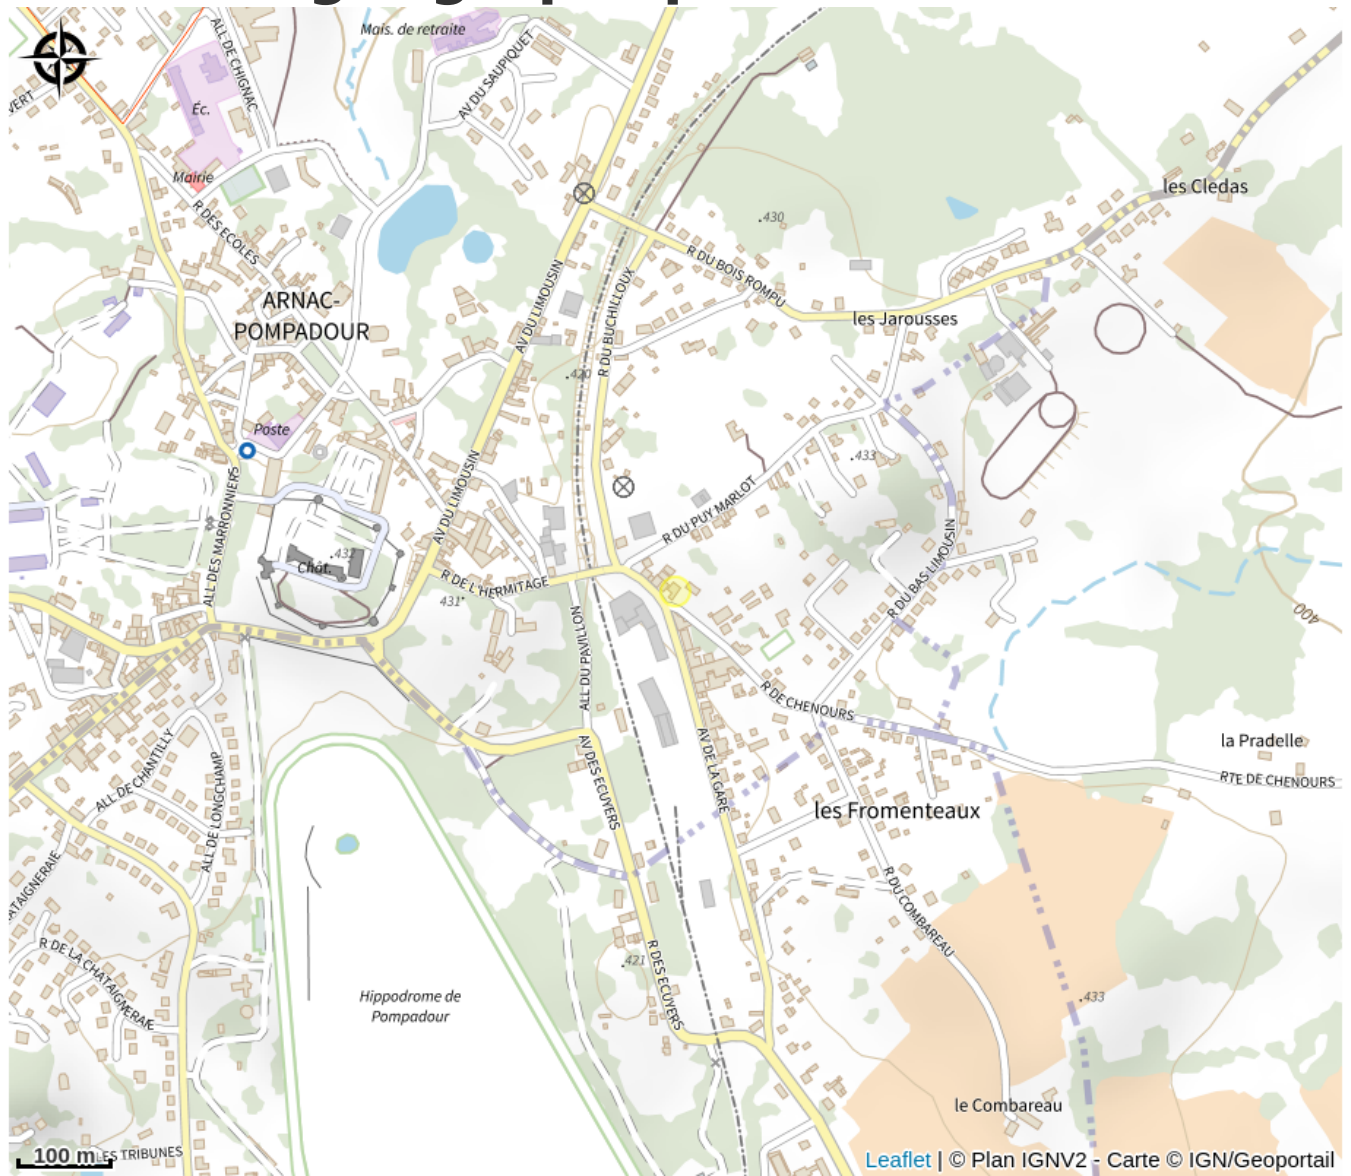 Mais. de retraite
ALL DE CHIGNAC
AV DU SAUPIQUET
VERT
Éc.
Mairie
R DES ECOLES
les Cledas
.430
R DU BOIS ROMPU
ARNAC-
POMPADOUR
AV DU LIMOUSIN
R DU BUCHILLOUX
les Jarousses
.420
Poste
.433
AV DU LIMOUSIN
ALL DES MARRONNIERS
R DU PUY MARLOT
.432
Chât.
R DU BAS-LIMOUSIN
R DE L'HERMITAGE
431
400
ALL DU PAVILLON
R DE CHENOURS
la Pradelle
RTE DE CHENOURS
ALL DE CHANTILLY
ALL DE LONGCHAMP
AV DES ECUYERS
AV DE LA GARE
les Fromenteaux
ATAIGNERAIE
R DU COMBAREAU
R DE LA CHATAIGNERAIE
.421
R DES ECUYERS
Hippodrome de
Pompadour
.433
le Combareau
100 m
ES TRIBUNES
Leaflet | © Plan IGNV2 - Carte © IGN/Geoportail